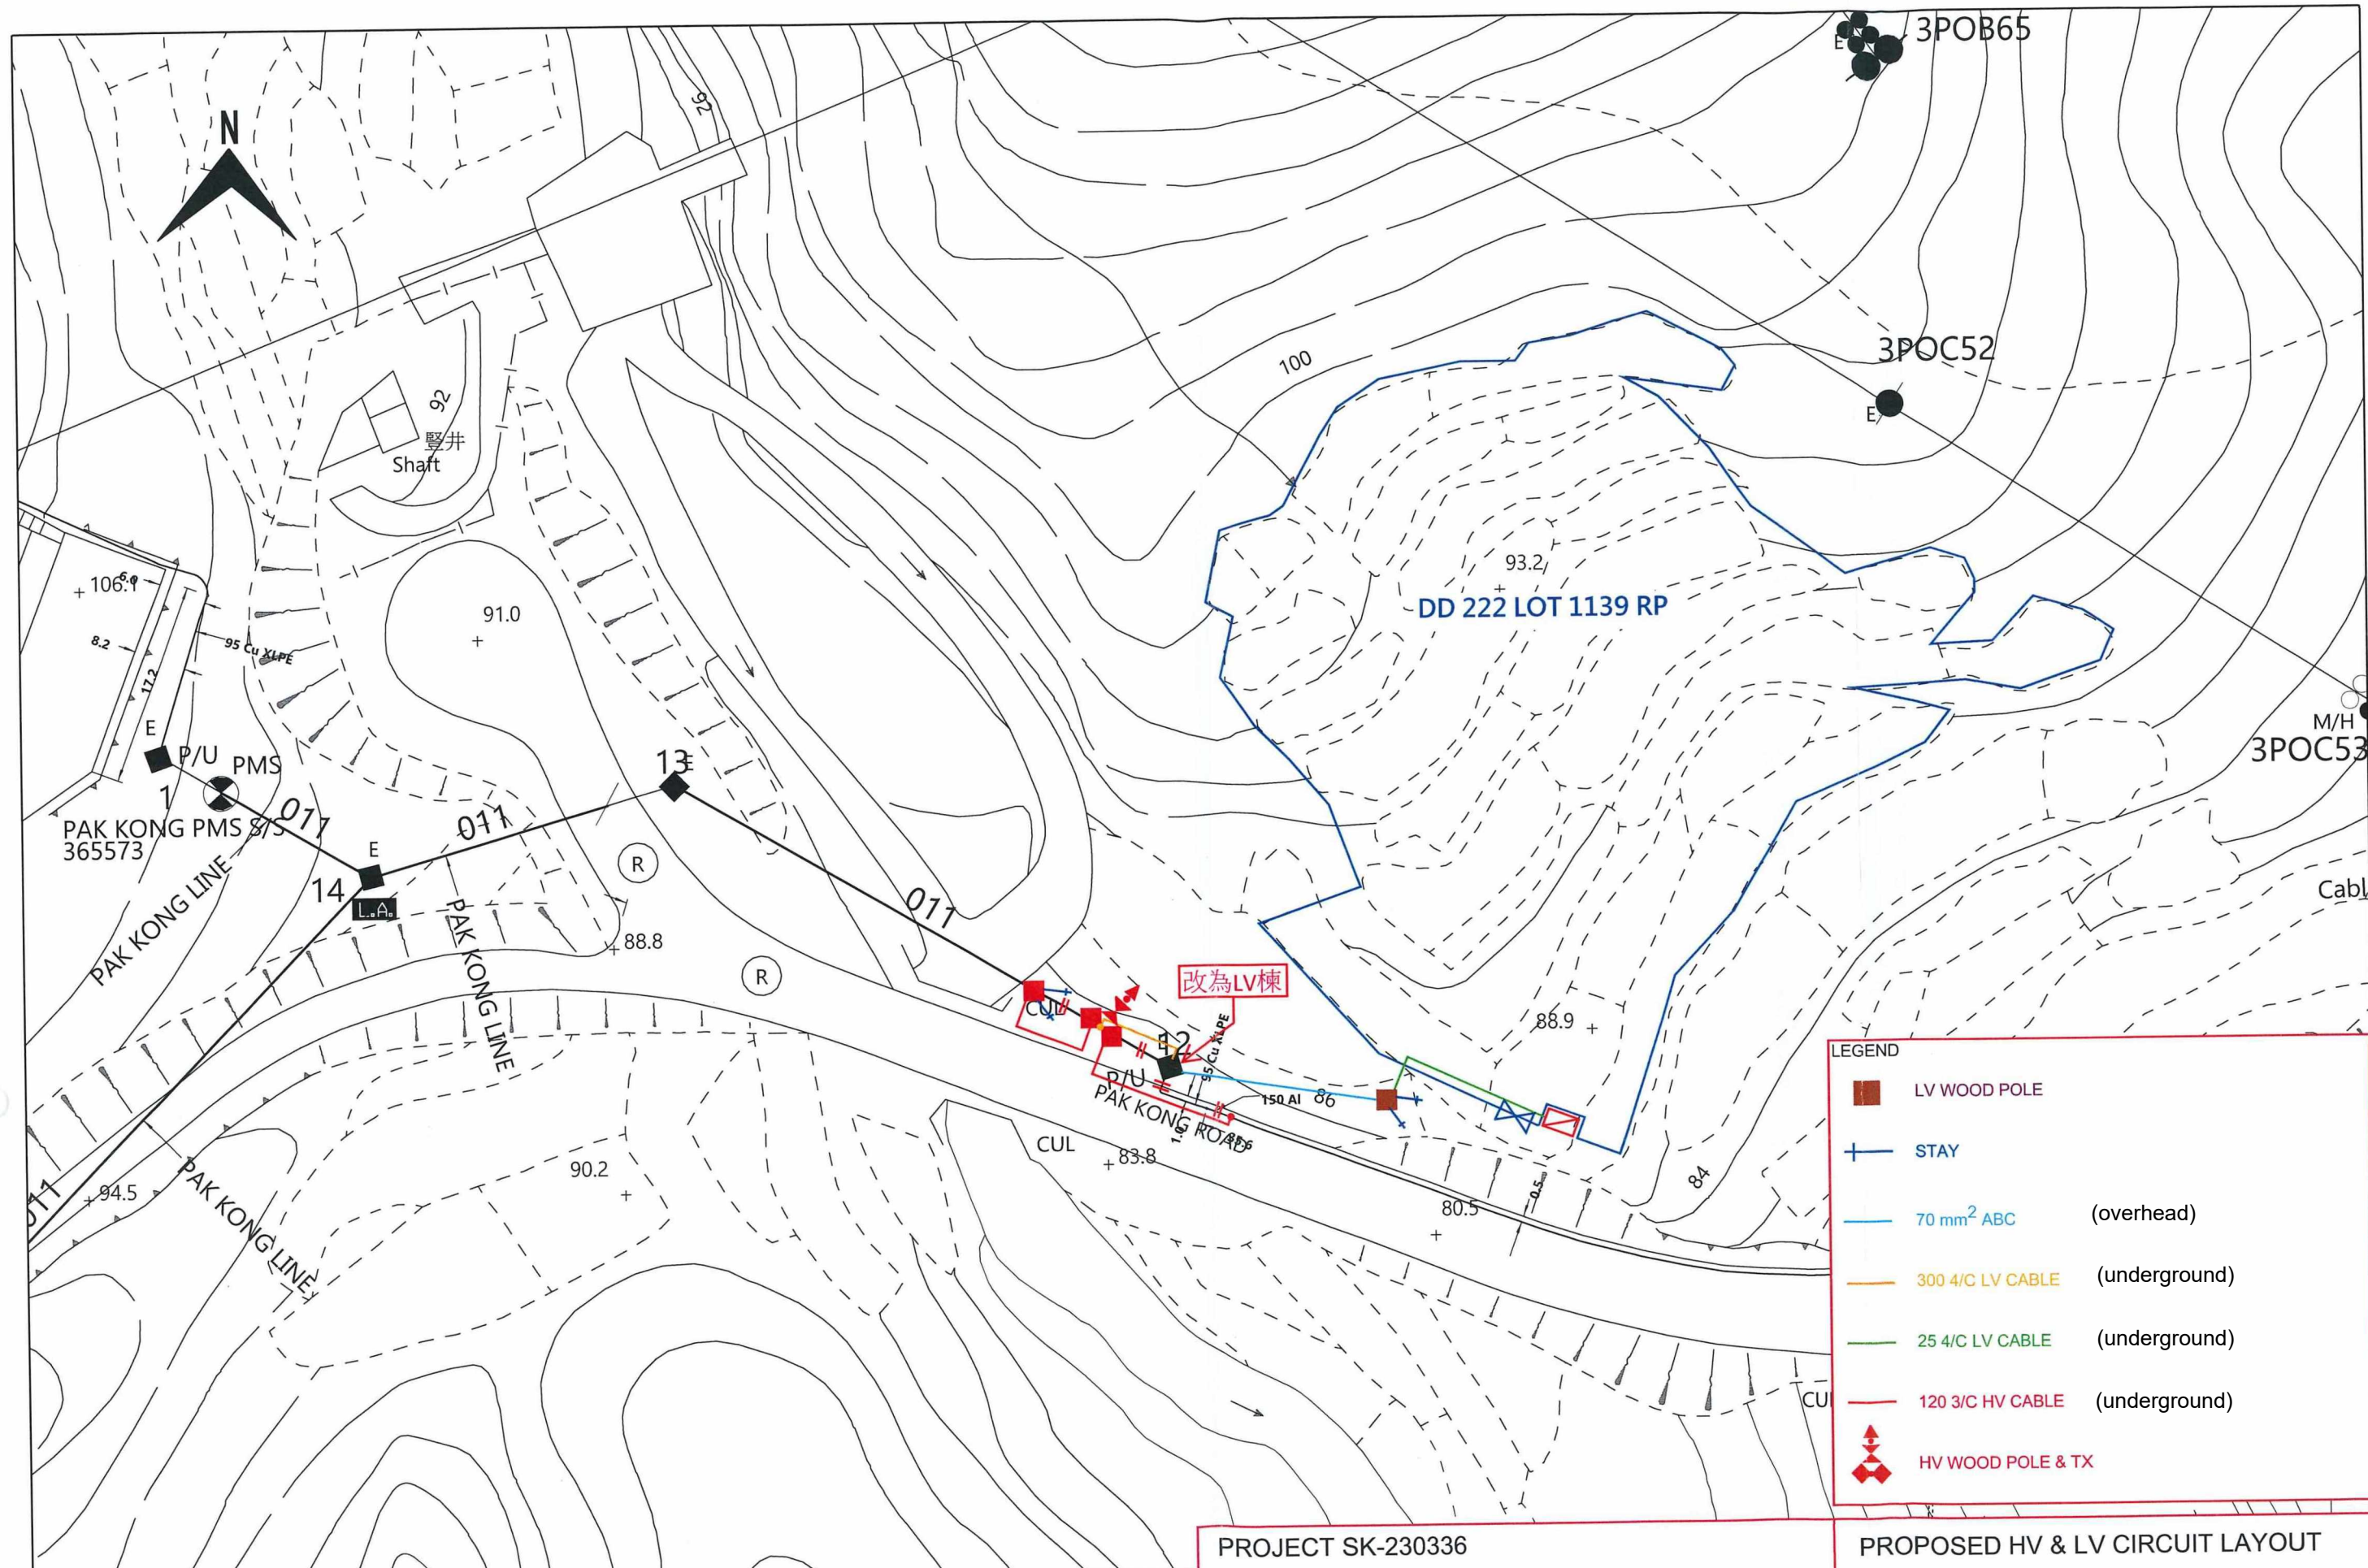 3POB65
E
92
N
3POC52
E
100
92
豎井
Shaft
93.2
DD 222 LOT 1139 RP
106.1
6.0
91.0
8.2
95 Cu XLPE
17.2
M/H
3POC53
E
P/U
PMS
1
011
PAK KONG PMS S/S
365573
13
E
011
E
14
L.A.
R
Cabl
PAK KONG LINE
PAK KONG LINE
011
88.8
R
改為LV楝
CUL
12
95 Cu XLPE
88.9
P/U
150 Al
86
PAK KONG ROAD
1.0
85.6
CUL
83.8
84
0.5
80.5
90.2
94.5
011
PAK KONG LINE
CUL
LEGEND
LV WOOD POLE
STAY
70 mm2 ABC (overhead)
300 4/C LV CABLE (underground)
25 4/C LV CABLE (underground)
120 3/C HV CABLE (underground)
HV WOOD POLE & TX
PROJECT SK-230336
PROPOSED HV & LV CIRCUIT LAYOUT